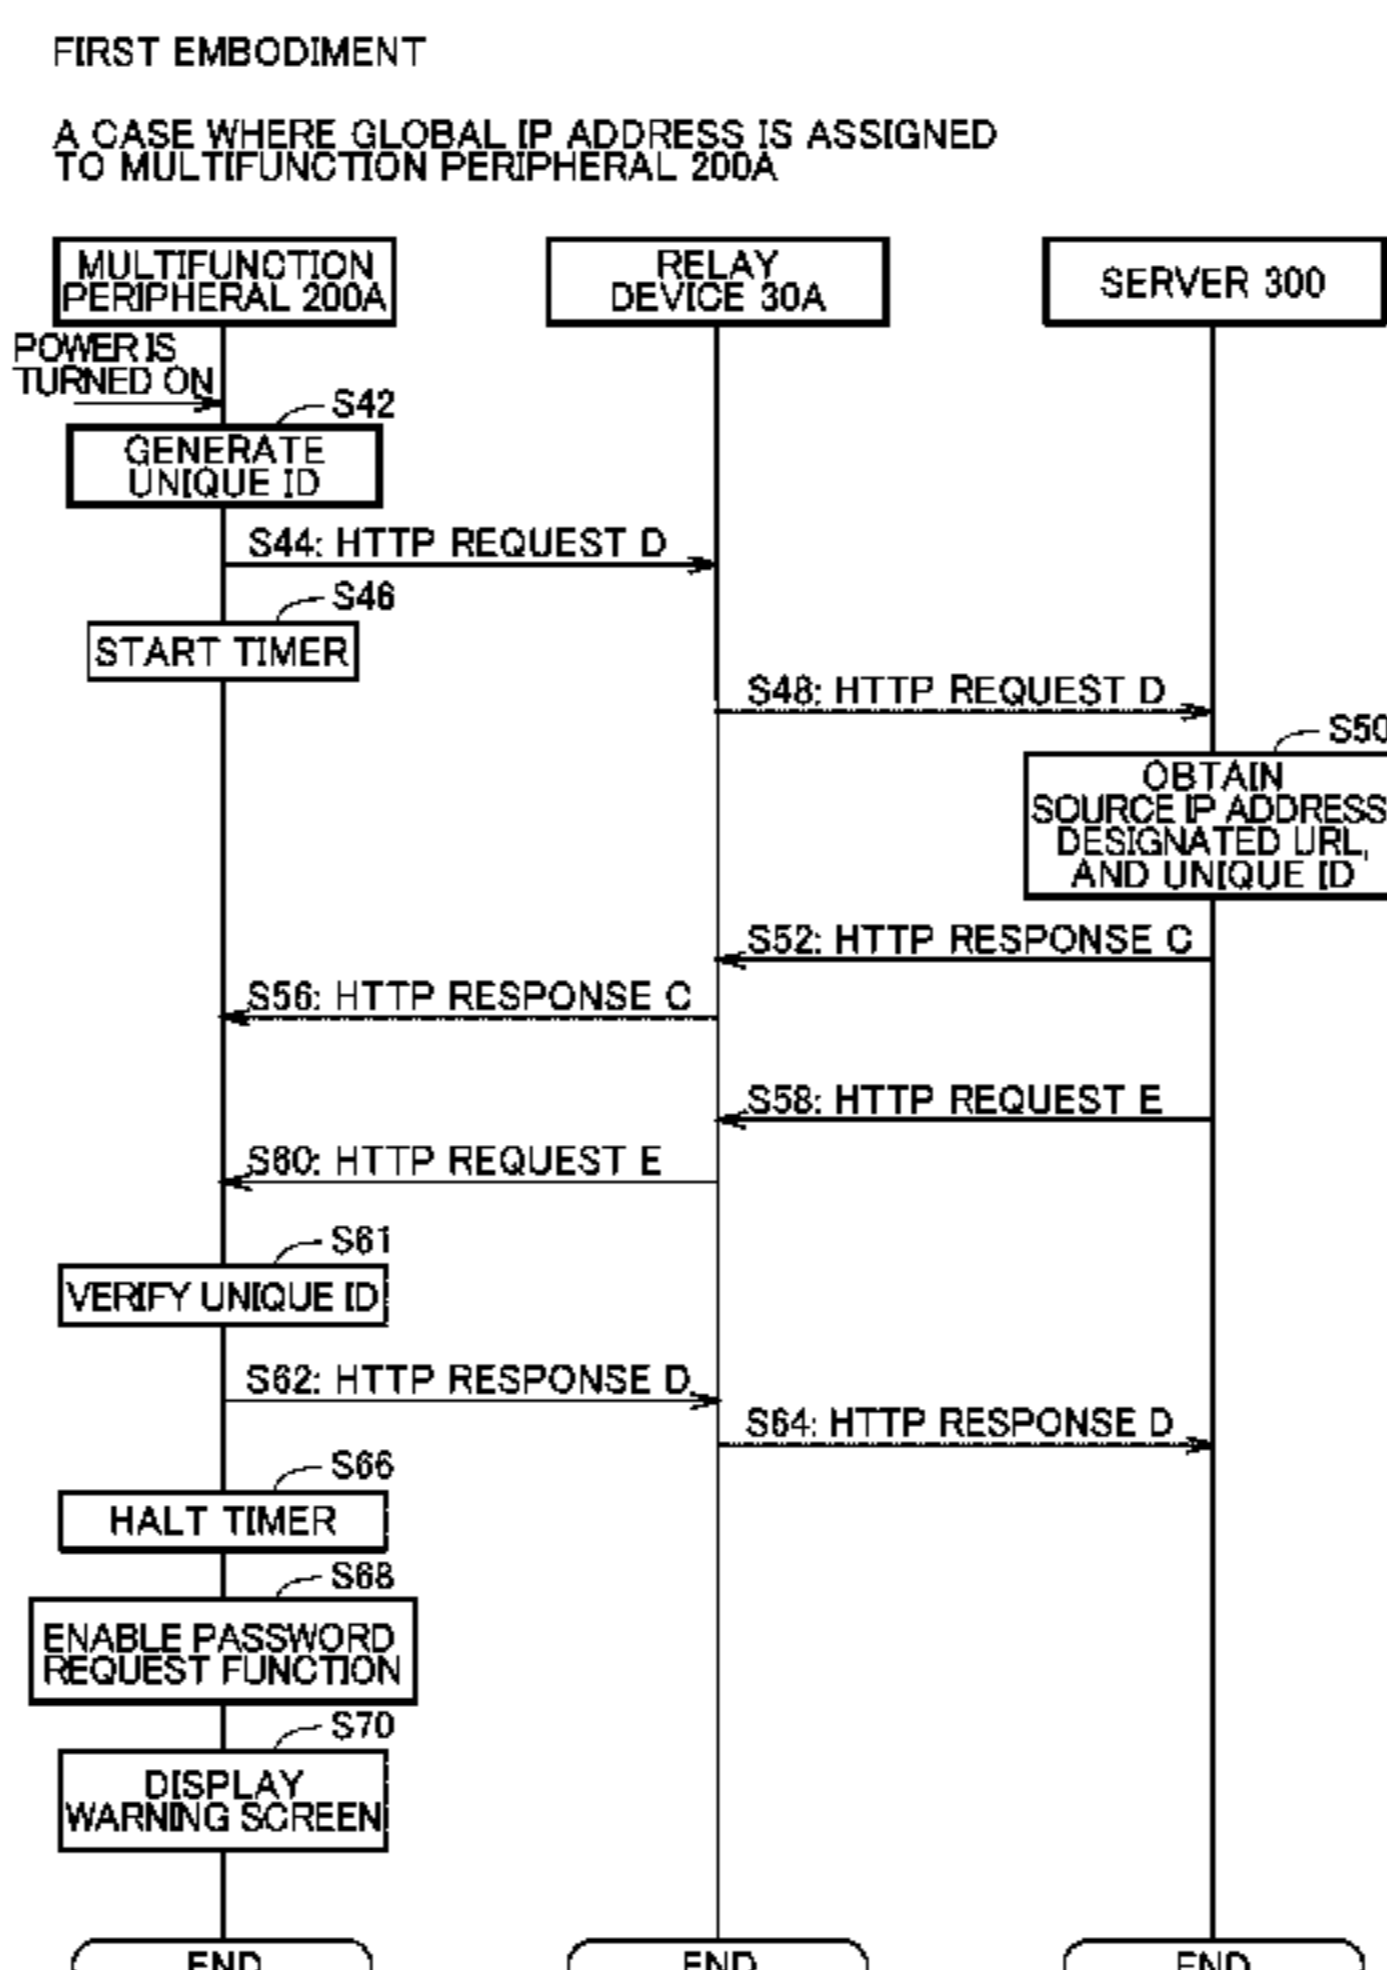 FIRST EMBODIMENT
A CASE WHERE GLOBAL IP ADDRESS IS ASSIGNED
TO MULTIFUNCTION PERIPHERAL 200A
MULTIFUNCTION
PERIPHERAL 200A
RELAY
DEVICE 30A
SERVER 300
POWER IS
TURNED ON
S42
GENERATE
UNIQUE ID
S44: HTTP REQUEST D
S46
START TIMER
S48: HTTP REQUEST D
S50
OBTAIN
SOURCE IP ADDRESS
DESIGNATED URL,
AND UNIQUE ID
S52: HTTP RESPONSE C
S56: HTTP RESPONSE C
S58: HTTP REQUEST E
S60: HTTP REQUEST E
S61
VERIFY UNIQUE ID
S62: HTTP RESPONSE D
S64: HTTP RESPONSE D
S66
HALT TIMER
S68
ENABLE PASSWORD
REQUEST FUNCTION
S70
DISPLAY
WARNING SCREEN
END
END
END